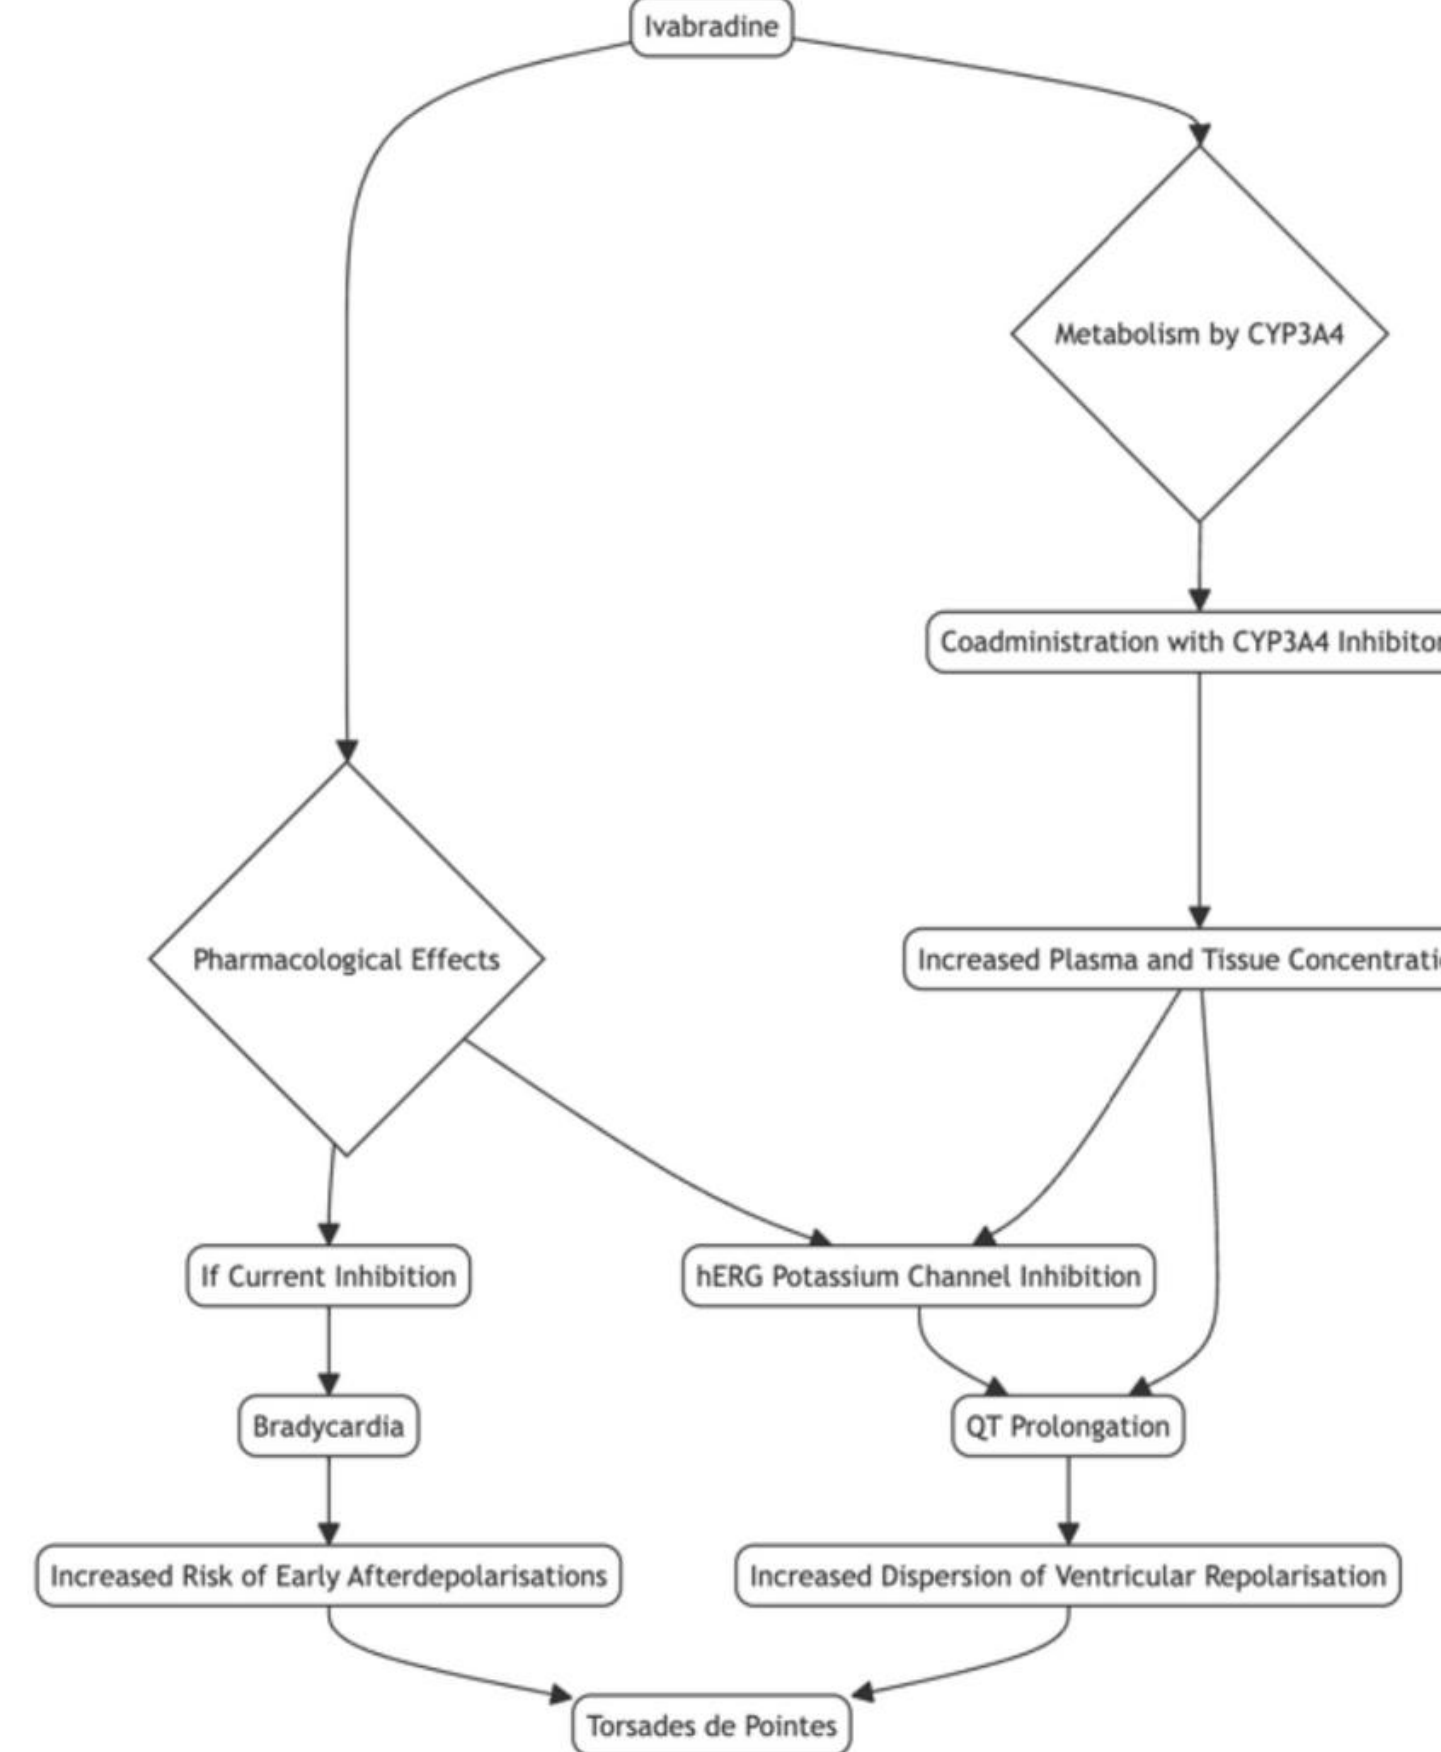 Ivabradine
Metabolism by CYP3A4
Coadministration with CYP3A4
Pharmacological Effects
Increased Plasma and Tissue
If Current Inhibition
hERG Potassium Channel Inhibition
Bradycardia
QT Prolongation
Increased Risk of Early Afterdepolarisations
Increased Dispersion of Ventricular Repolarisation
Torsades de Pointes